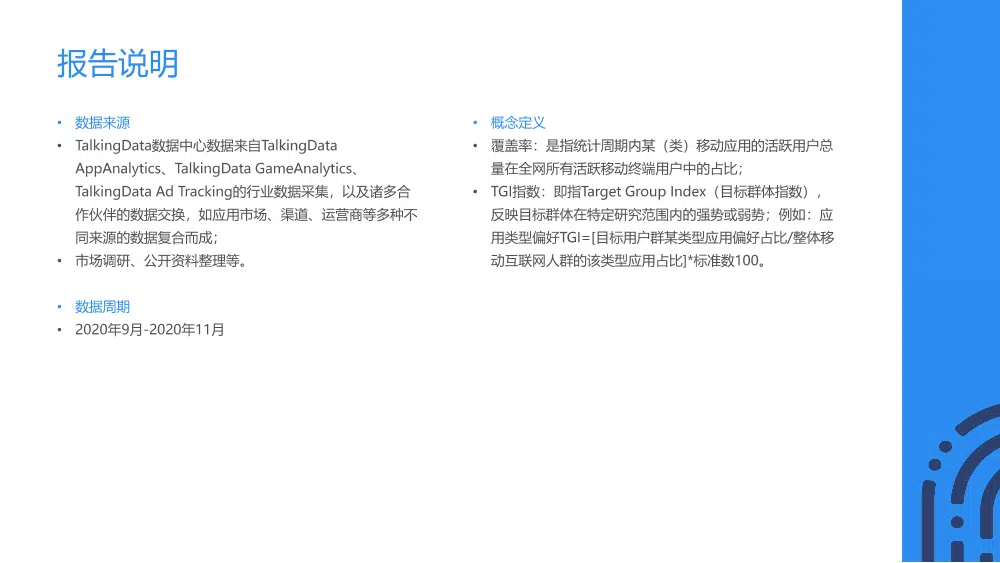 报告说明
• 数据来源
• TalkingData数据中心数据来自TalkingData
AppAnalytics、TalkingData GameAnalytics、
TalkingData Ad Tracking的行业数据采集，以及诸多合
作伙伴的数据交换，如应用市场、渠道、运营商等多种不
同来源的数据复合而成；
• 市场调研、公开资料整理等。
• 数据周期
• 2020年9月-2020年11月
• 概念定义
• 覆盖率：是指统计周期内某（类）移动应用的活跃用户总
量在全网所有活跃移动终端用户中的占比；
• TGI指数：即指Target Group Index（目标群体指数），
反映目标群体在特定研究范围内的强势或弱势；例如：应
用类型偏好TGI=[目标用户群某类型应用偏好占比/整体移
动互联网人群的该类型应用占比]*标准数100。